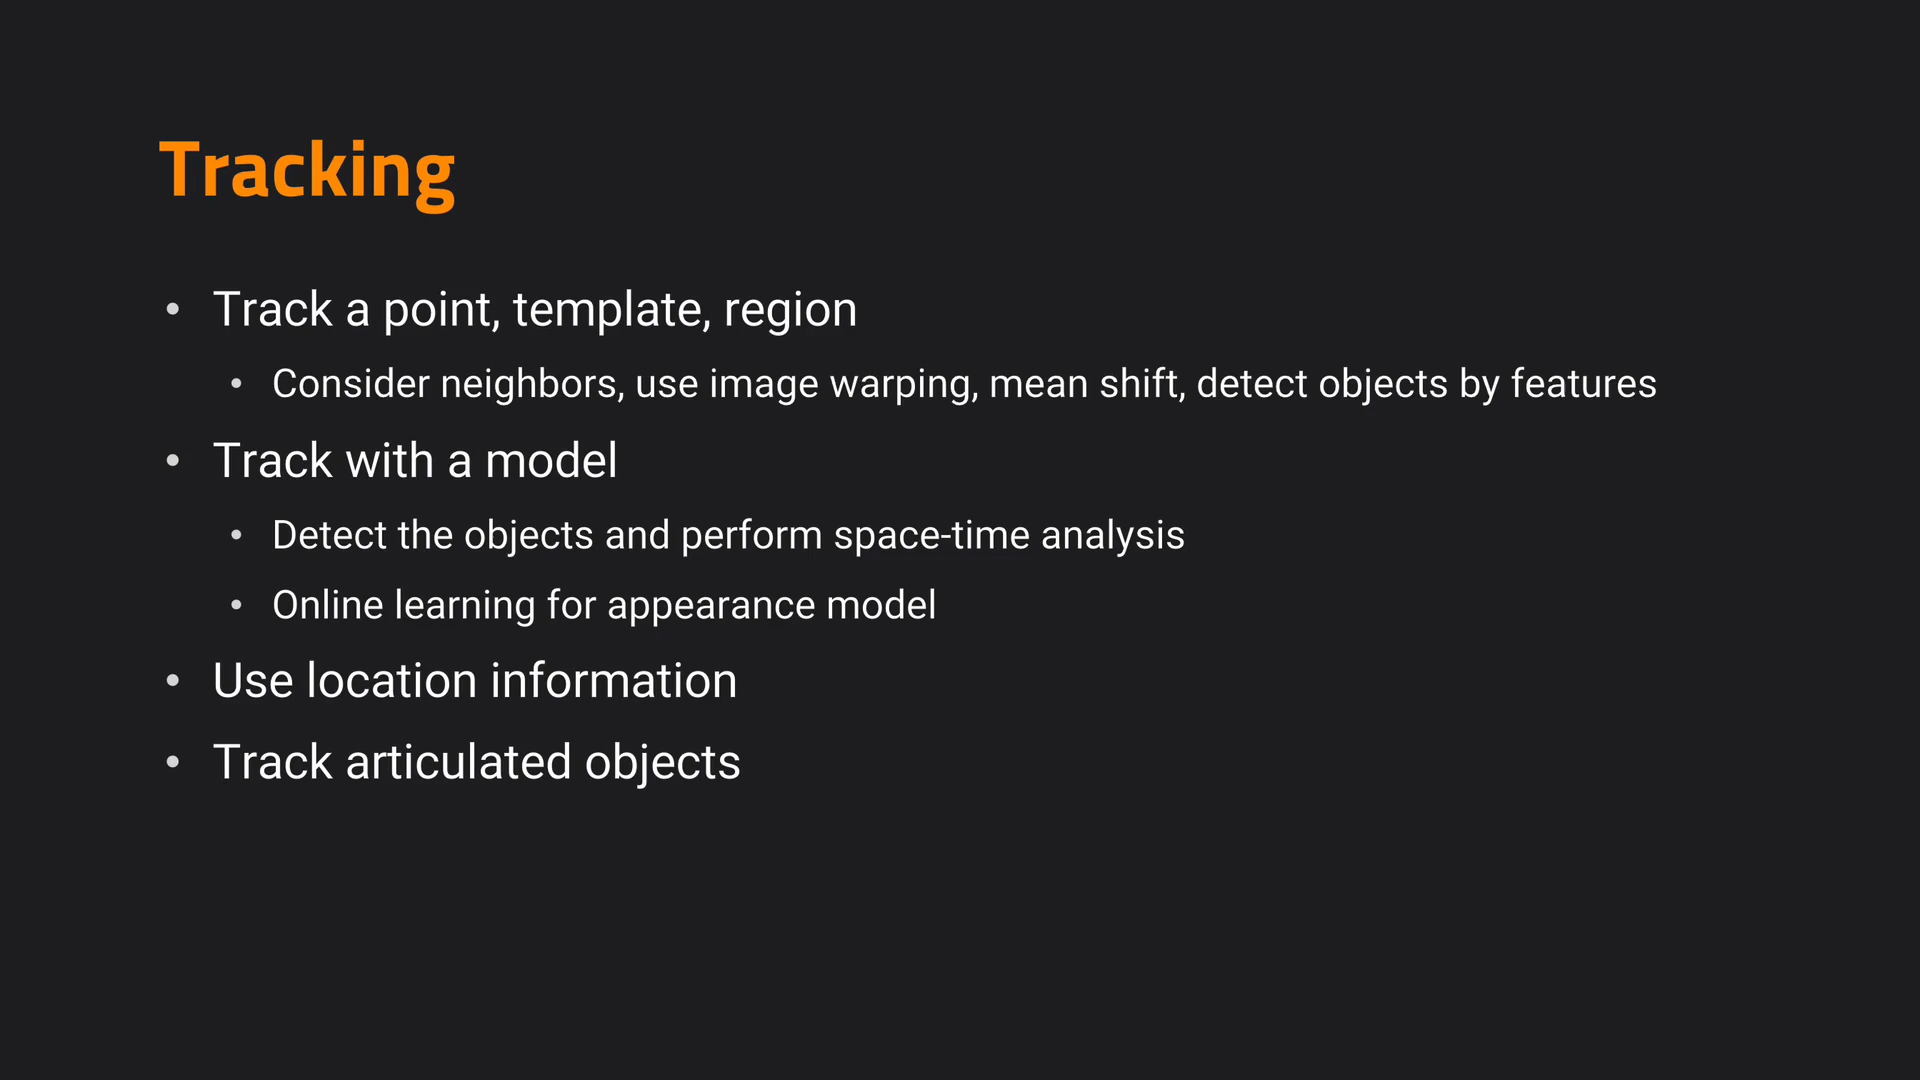 Tracking
• Track a point, template, region
• Consider neighbors, use image warping, mean shift, detect objects by features
• Track with a model
• Detect the objects and perform space-time analysis
• Online learning for appearance model
• Use location information
• Track articulated objects